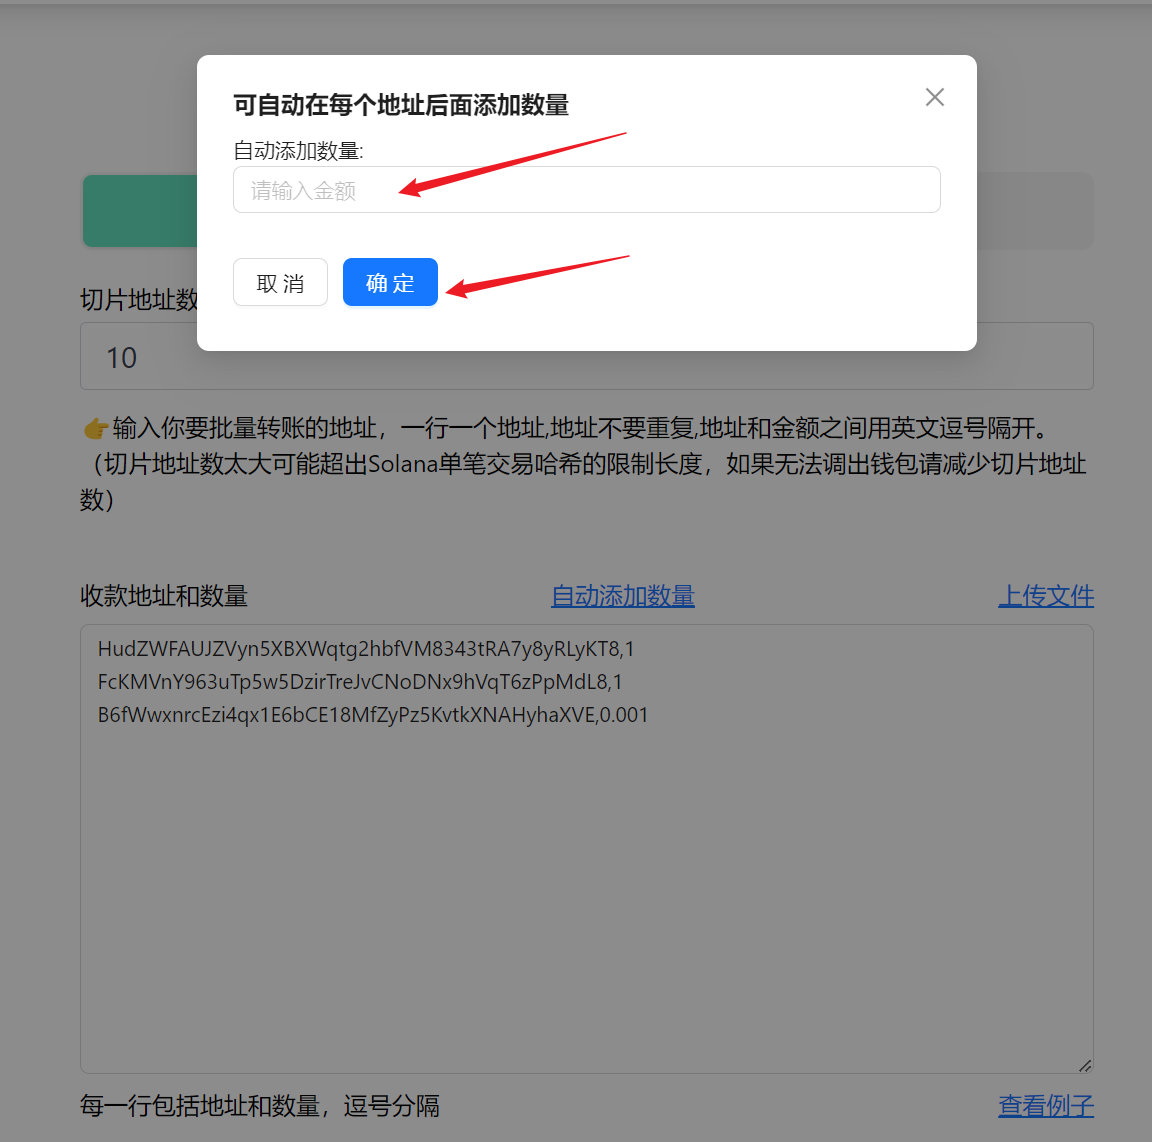 可自动在每个地址后面添加数量
自动添加数量:
请输入金额
取 消
确 定
切片地址数
10
👉输入你要批量转账的地址，一行一个地址,地址不要重复,地址和金额之间用英文逗号隔开。
（切片地址数太大可能超出Solana单笔交易哈希的限制长度，如果无法调出钱包请减少切片地址
数）
收款地址和数量
自动添加数量
上传文件
HudZWFAUJZVyn5XBXWqtg2hbfVM8343tRA7y8yRLyKT8,1
FcKMVnY963uTp5w5DzirTreJvCNoDNx9hVqT6zPpMdL8,1
B6fWwxnrcEzi4qx1E6bCE18MfZyPz5KvtkXNAHyhaXVE,0.001
每一行包括地址和数量，逗号分隔
查看例子